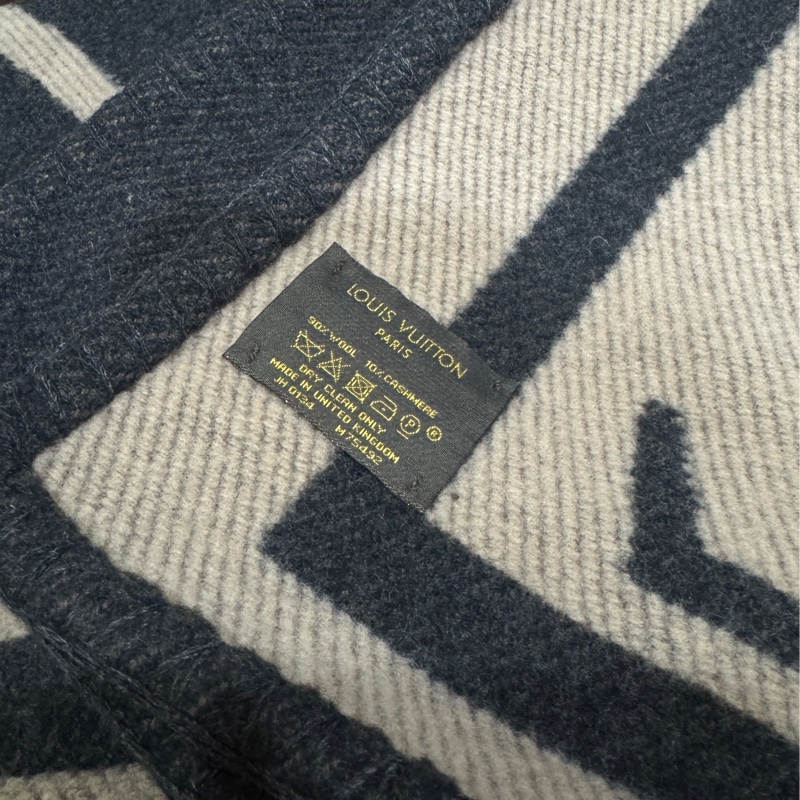 LOUIS VUITTON
PARIS
90% WOOL 10% CASHMERE
P ®
DRY CLEAN ONLY
MADE IN UNITED KINGDOM
JH 0134 M75432